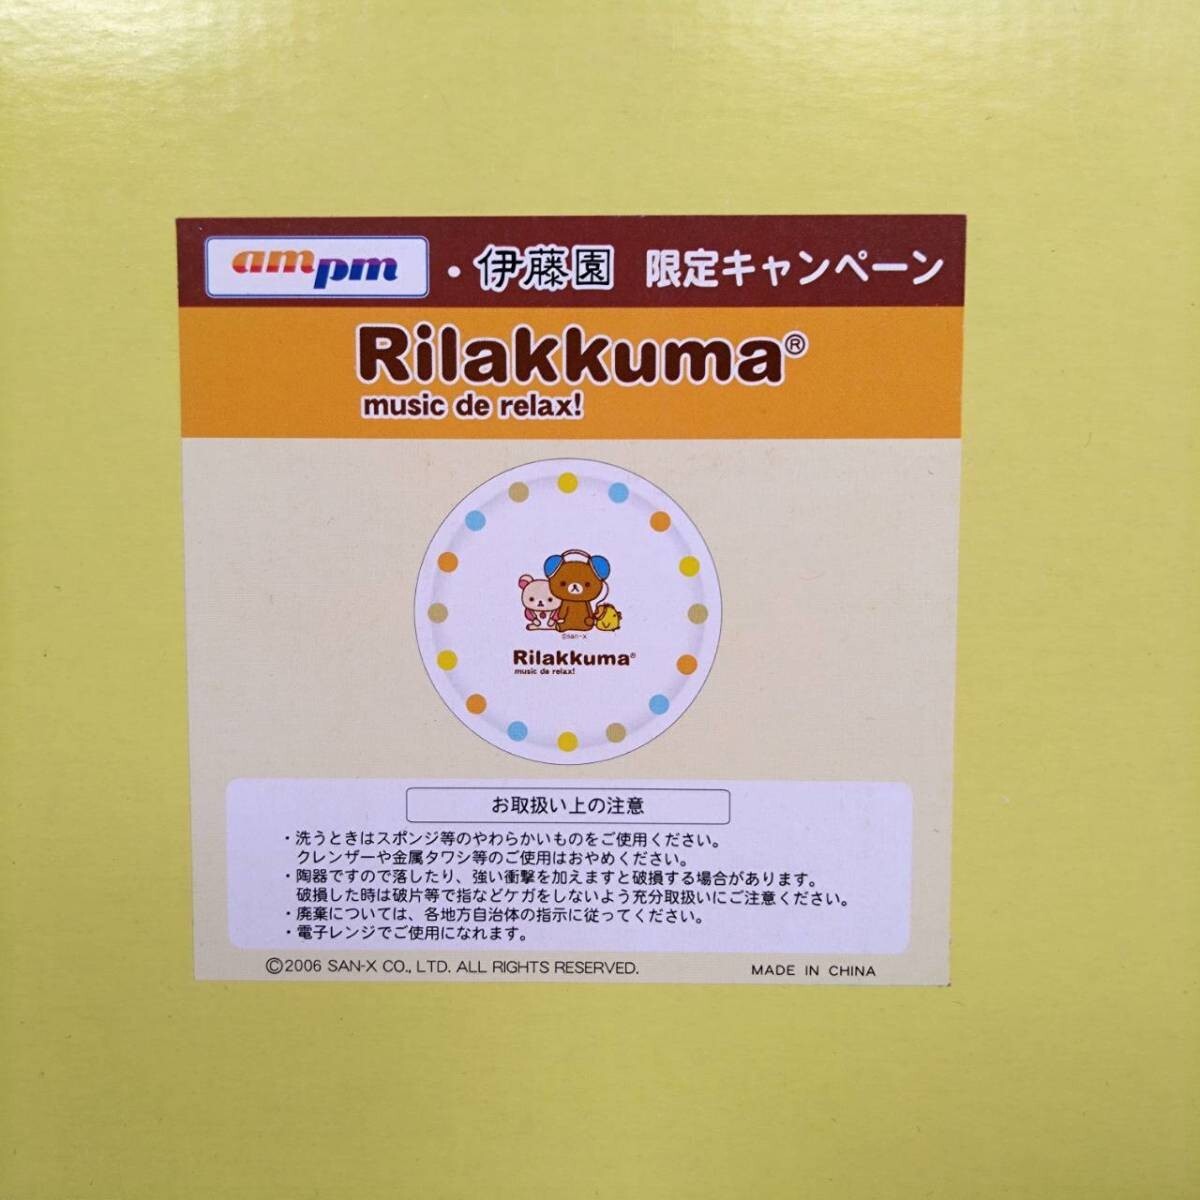 am pm ・伊藤園 限定キャンペーン
Rilakkuma®
music de relax!
©San-X
Rilakkuma®
music de relax!
お取扱い上の注意
・洗うときはスポンジ等のやわらかいものをご使用ください。
クレンザーや金属タワシ等のご使用はおやめください。
・陶器ですので落したり、強い衝撃を加えますと破損する場合があります。
破損した時は破片等で指などケガをしないよう充分取扱いにご注意ください。
・廃棄については、各地方自治体の指示に従ってください。
・電子レンジでご使用になれます。
©2006 SAN-X CO., LTD. ALL RIGHTS RESERVED. MADE IN CHINA